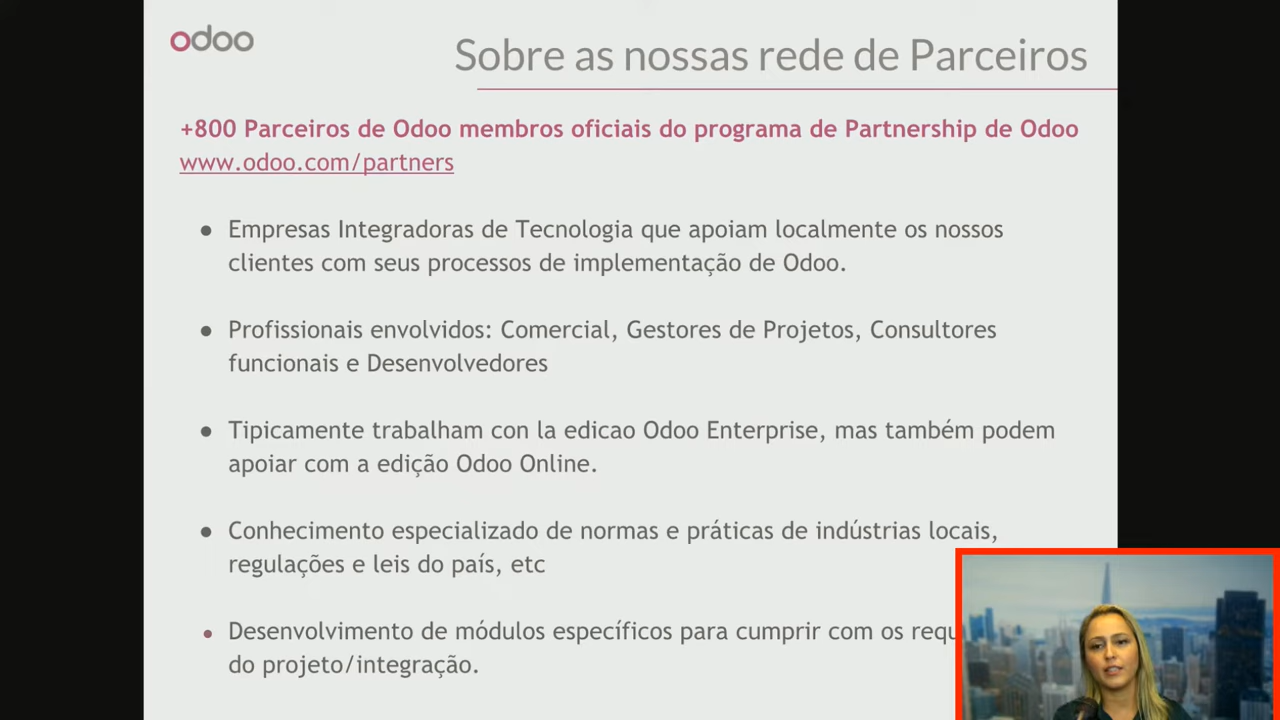 odoo
Sobre as nossas rede de Parceiros
+800 Parceiros de Odoo membros oficiais do programa de Partnership de Odoo
www.odoo.com/partners
● Empresas Integradoras de Tecnologia que apoiam localmente os nossos
clientes com seus processos de implementação de Odoo.
● Profissionais envolvidos: Comercial, Gestores de Projetos, Consultores
funcionais e Desenvolvedores
● Tipicamente trabalham con la edicao Odoo Enterprise, mas também podem
apoiar com a edição Odoo Online.
● Conhecimento especializado de normas e práticas de indústrias locais,
regulações e leis do país, etc
● Desenvolvimento de módulos específicos para cumprir com os
do projeto/integração.